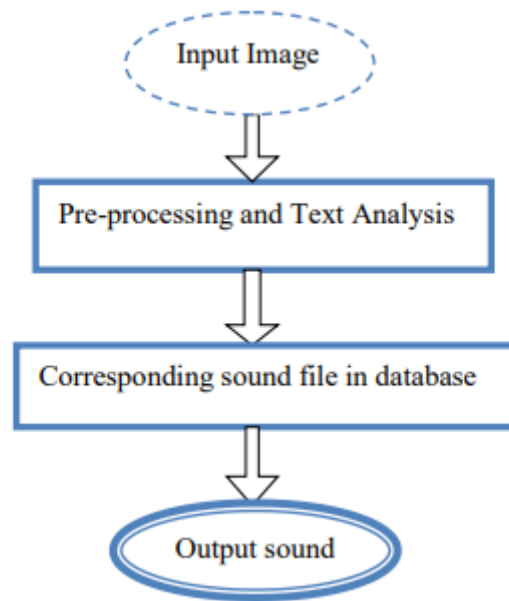 Input Image
Pre-processing and Text Analysis
Corresponding sound file in database
Output sound